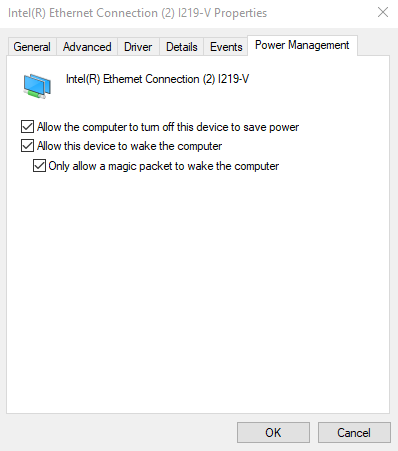 Intel(R) Ethernet Connection (2) I219-V Properties
General Advanced Driver Details Events Power Management
Intel(R) Ethernet Connection (2) I219-V
Allow the computer to turn off this device to save power
Allow this device to wake the computer
Only allow a magic packet to wake the computer
OK Cancel